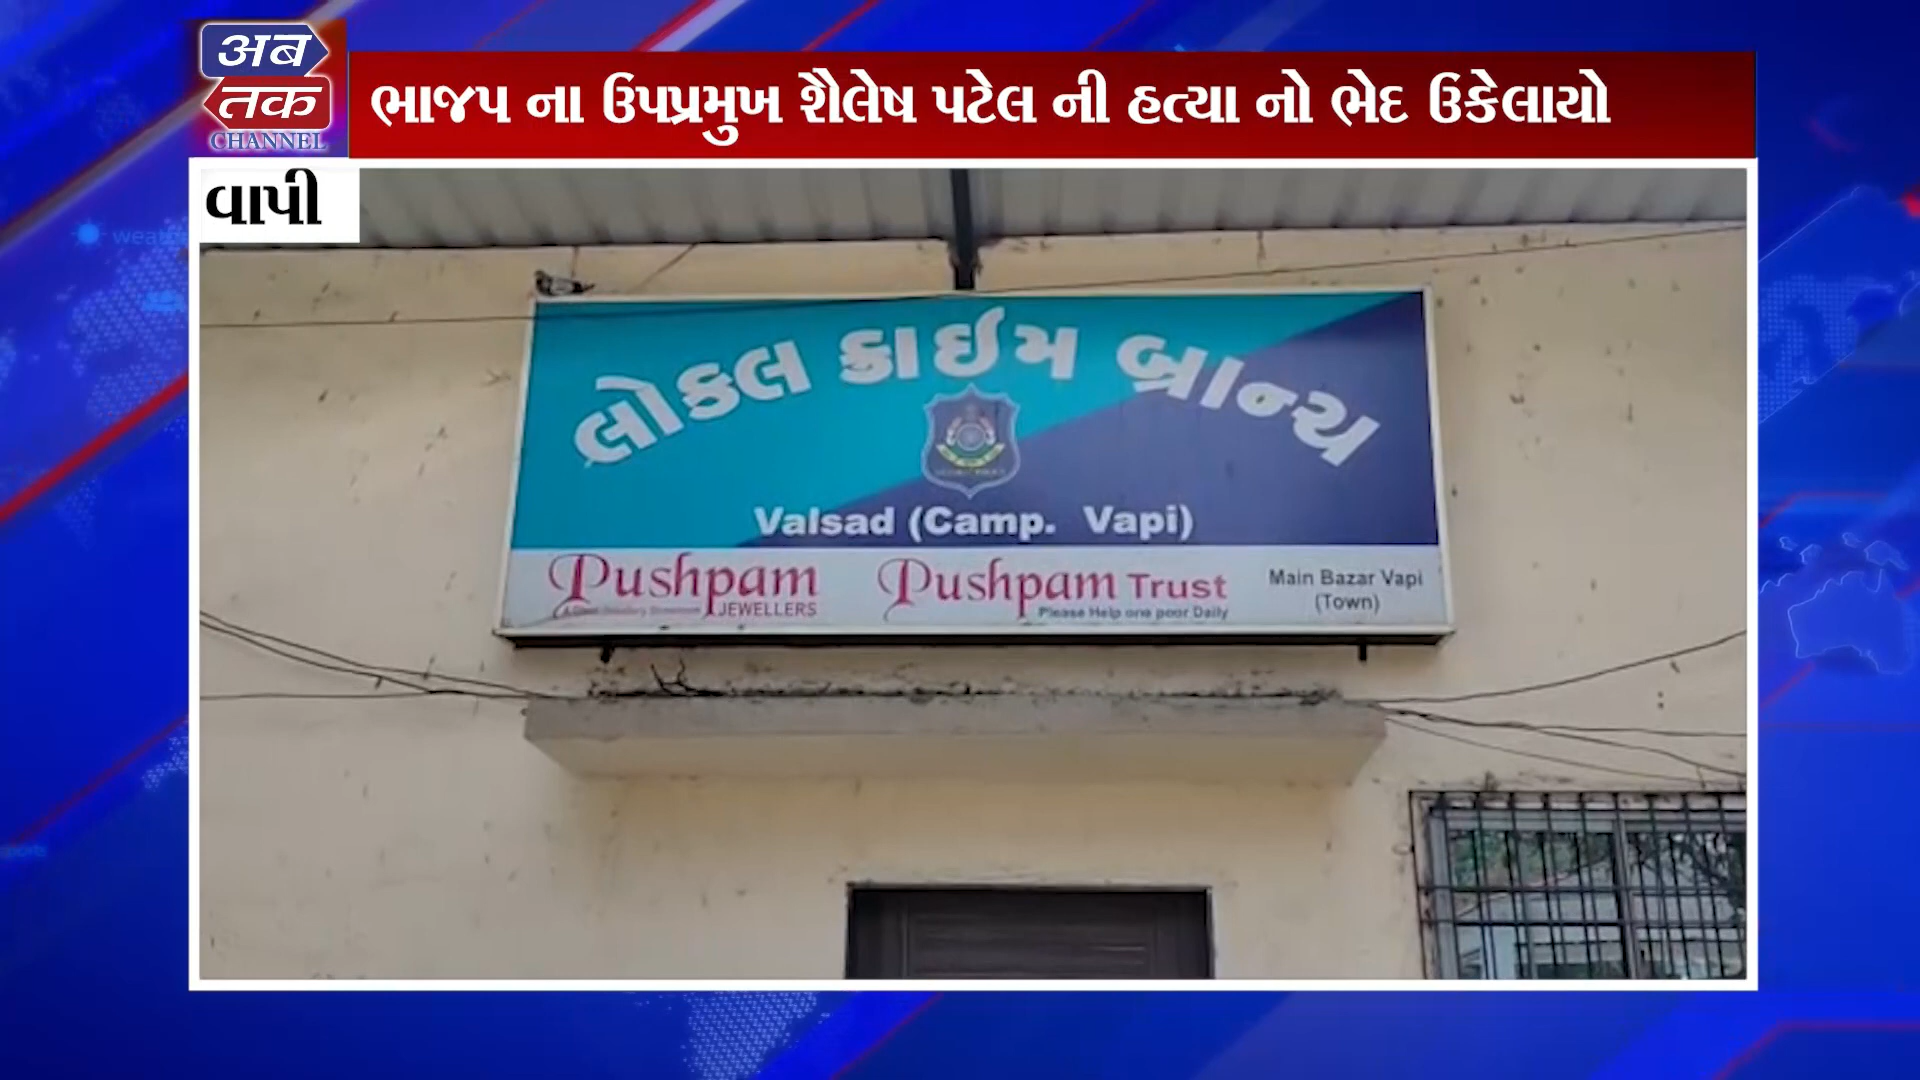 अब
तक
CHANNEL
ભાજપ ના ઉપપ્રમુખ શૈલેષ પટેલ ની હત્યા નો ભેદ ઉકેલાયો
વાપી
લોકલ ક્રાઈમ બ્રાન્ચ
Valsad (Camp. Vapi)
Pushpam
JEWELLERS
Pushpam Trust
Please Help one poor Daily
Main Bazar Vapi
(Town)